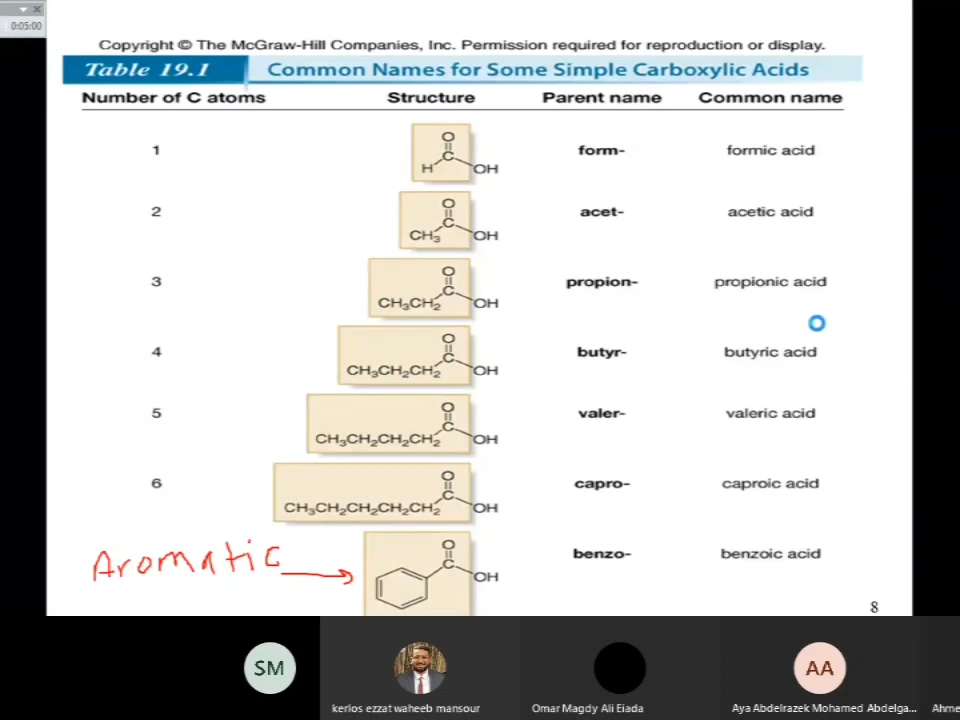 0:05:00
Copyright © The McGraw-Hill Companies, Inc. Permission required for reproduction or display.
Table 19.1 Common Names for Some Simple Carboxylic Acids
Number of C atoms Structure Parent name Common name
1 H C O OH form- formic acid
2 CH₃ C O OH acet- acetic acid
3 CH₃CH₂ C O OH propion- propionic acid
4 CH₃CH₂CH₂ C O OH butyr- butyric acid
5 CH₃CH₂CH₂CH₂ C O OH valer- valeric acid
6 CH₃CH₂CH₂CH₂CH₂ C O OH capro- caproic acid
Aromatic C O OH benzo- benzoic acid
8
SM AA
kerlos ezzat waheeb mansour Omar Magdy Ali Eiada Aya Abdelrazek Mohamed Abdelga... Ahme